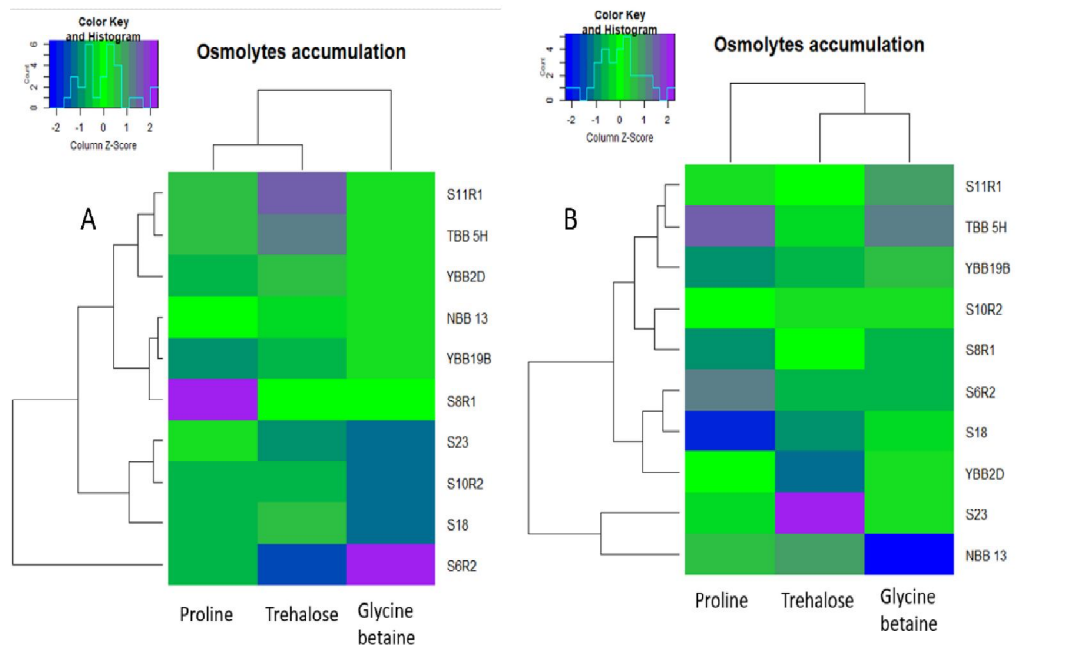 Color Key
and Histogram
Count
0 2 4 6
-2 -1 0 1 2
Column Z-Score
Osmolytes accumulation
A
S11R1
TBB 5H
YBB2D
NBB 13
YBB19B
S8R1
S23
S10R2
S18
S6R2
Proline Trehalose Glycine
betaine
Color Key
and Histogram
Count
0 2 4
-2 -1 0 1 2
Column Z-Score
Osmolytes accumulation
B
S11R1
TBB 5H
YBB19B
S10R2
S8R1
S6R2
S18
YBB2D
S23
NBB 13
Proline Trehalose Glycine
betaine